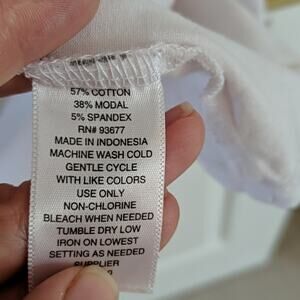 57% COTTON
38% MODAL
5% SPANDEX
RN# 93677
MADE IN INDONESIA
MACHINE WASH COLD
GENTLE CYCLE
WITH LIKE COLORS
USE ONLY
NON-CHLORINE
BLEACH WHEN NEEDED
TUMBLE DRY LOW
IRON ON LOWEST
SETTING AS NEEDED
SUPPLIER